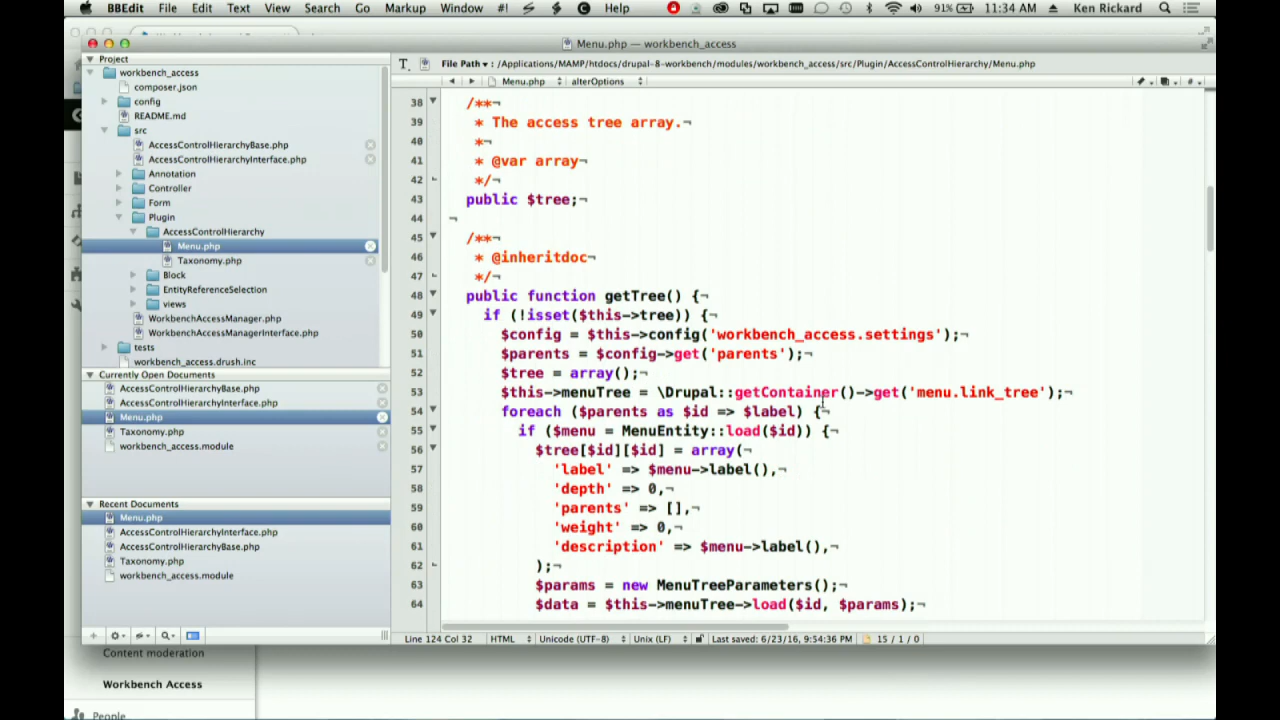 BBEdit File Edit Text View Search Go Markup Window #! Help 91% 11:34 AM Ken Rickard
Menu.php — workbench_access
Project
File Path ▾ : /Applications/MAMP/htdocs/drupal-8-workbench/modules/workbench_access/src/Plugin/AccessControlHierarchy/Menu.php
Menu.php alterOptions
workbench_access
composer.json
config
README.md
src
AccessControlHierarchyBase.php
AccessControlHierarchyInterface.php
Annotation
Controller
Form
Plugin
AccessControlHierarchy
Menu.php
Taxonomy.php
Block
EntityReferenceSelection
views
WorkbenchAccessManager.php
WorkbenchAccessManagerInterface.php
tests
workbench_access.drush.inc
Currently Open Documents
AccessControlHierarchyBase.php
AccessControlHierarchyInterface.php
Menu.php
Taxonomy.php
workbench_access.module
Recent Documents
Menu.php
AccessControlHierarchyInterface.php
AccessControlHierarchyBase.php
Taxonomy.php
workbench_access.module
38 /**¬
39 * The access tree array.¬
40 *¬
41 * @var array¬
42 */¬
43 public $tree;¬
44 ¬
45 /**¬
46 * @inheritdoc¬
47 */¬
48 public function getTree() {¬
49 if (!isset($this->tree)) {¬
50 $config = $this->config('workbench_access.settings');¬
51 $parents = $config->get('parents');¬
52 $tree = array();¬
53 $this->menuTree = \Drupal::getContainer()->get('menu.link_tree');¬
54 foreach ($parents as $id => $label) {¬
55 if ($menu = MenuEntity::load($id)) {¬
56 $tree[$id][$id] = array(¬
57 'label' => $menu->label(),¬
58 'depth' => 0,¬
59 'parents' => [],¬
60 'weight' => 0,¬
61 'description' => $menu->label(),¬
62 );¬
63 $params = new MenuTreeParameters();¬
64 $data = $this->menuTree->load($id, $params);¬
Line 124 Col 32 HTML Unicode (UTF-8) Unix (LF) Last saved: 6/23/16, 9:54:36 PM 15 / 1 / 0
Content moderation
Workbench Access
People